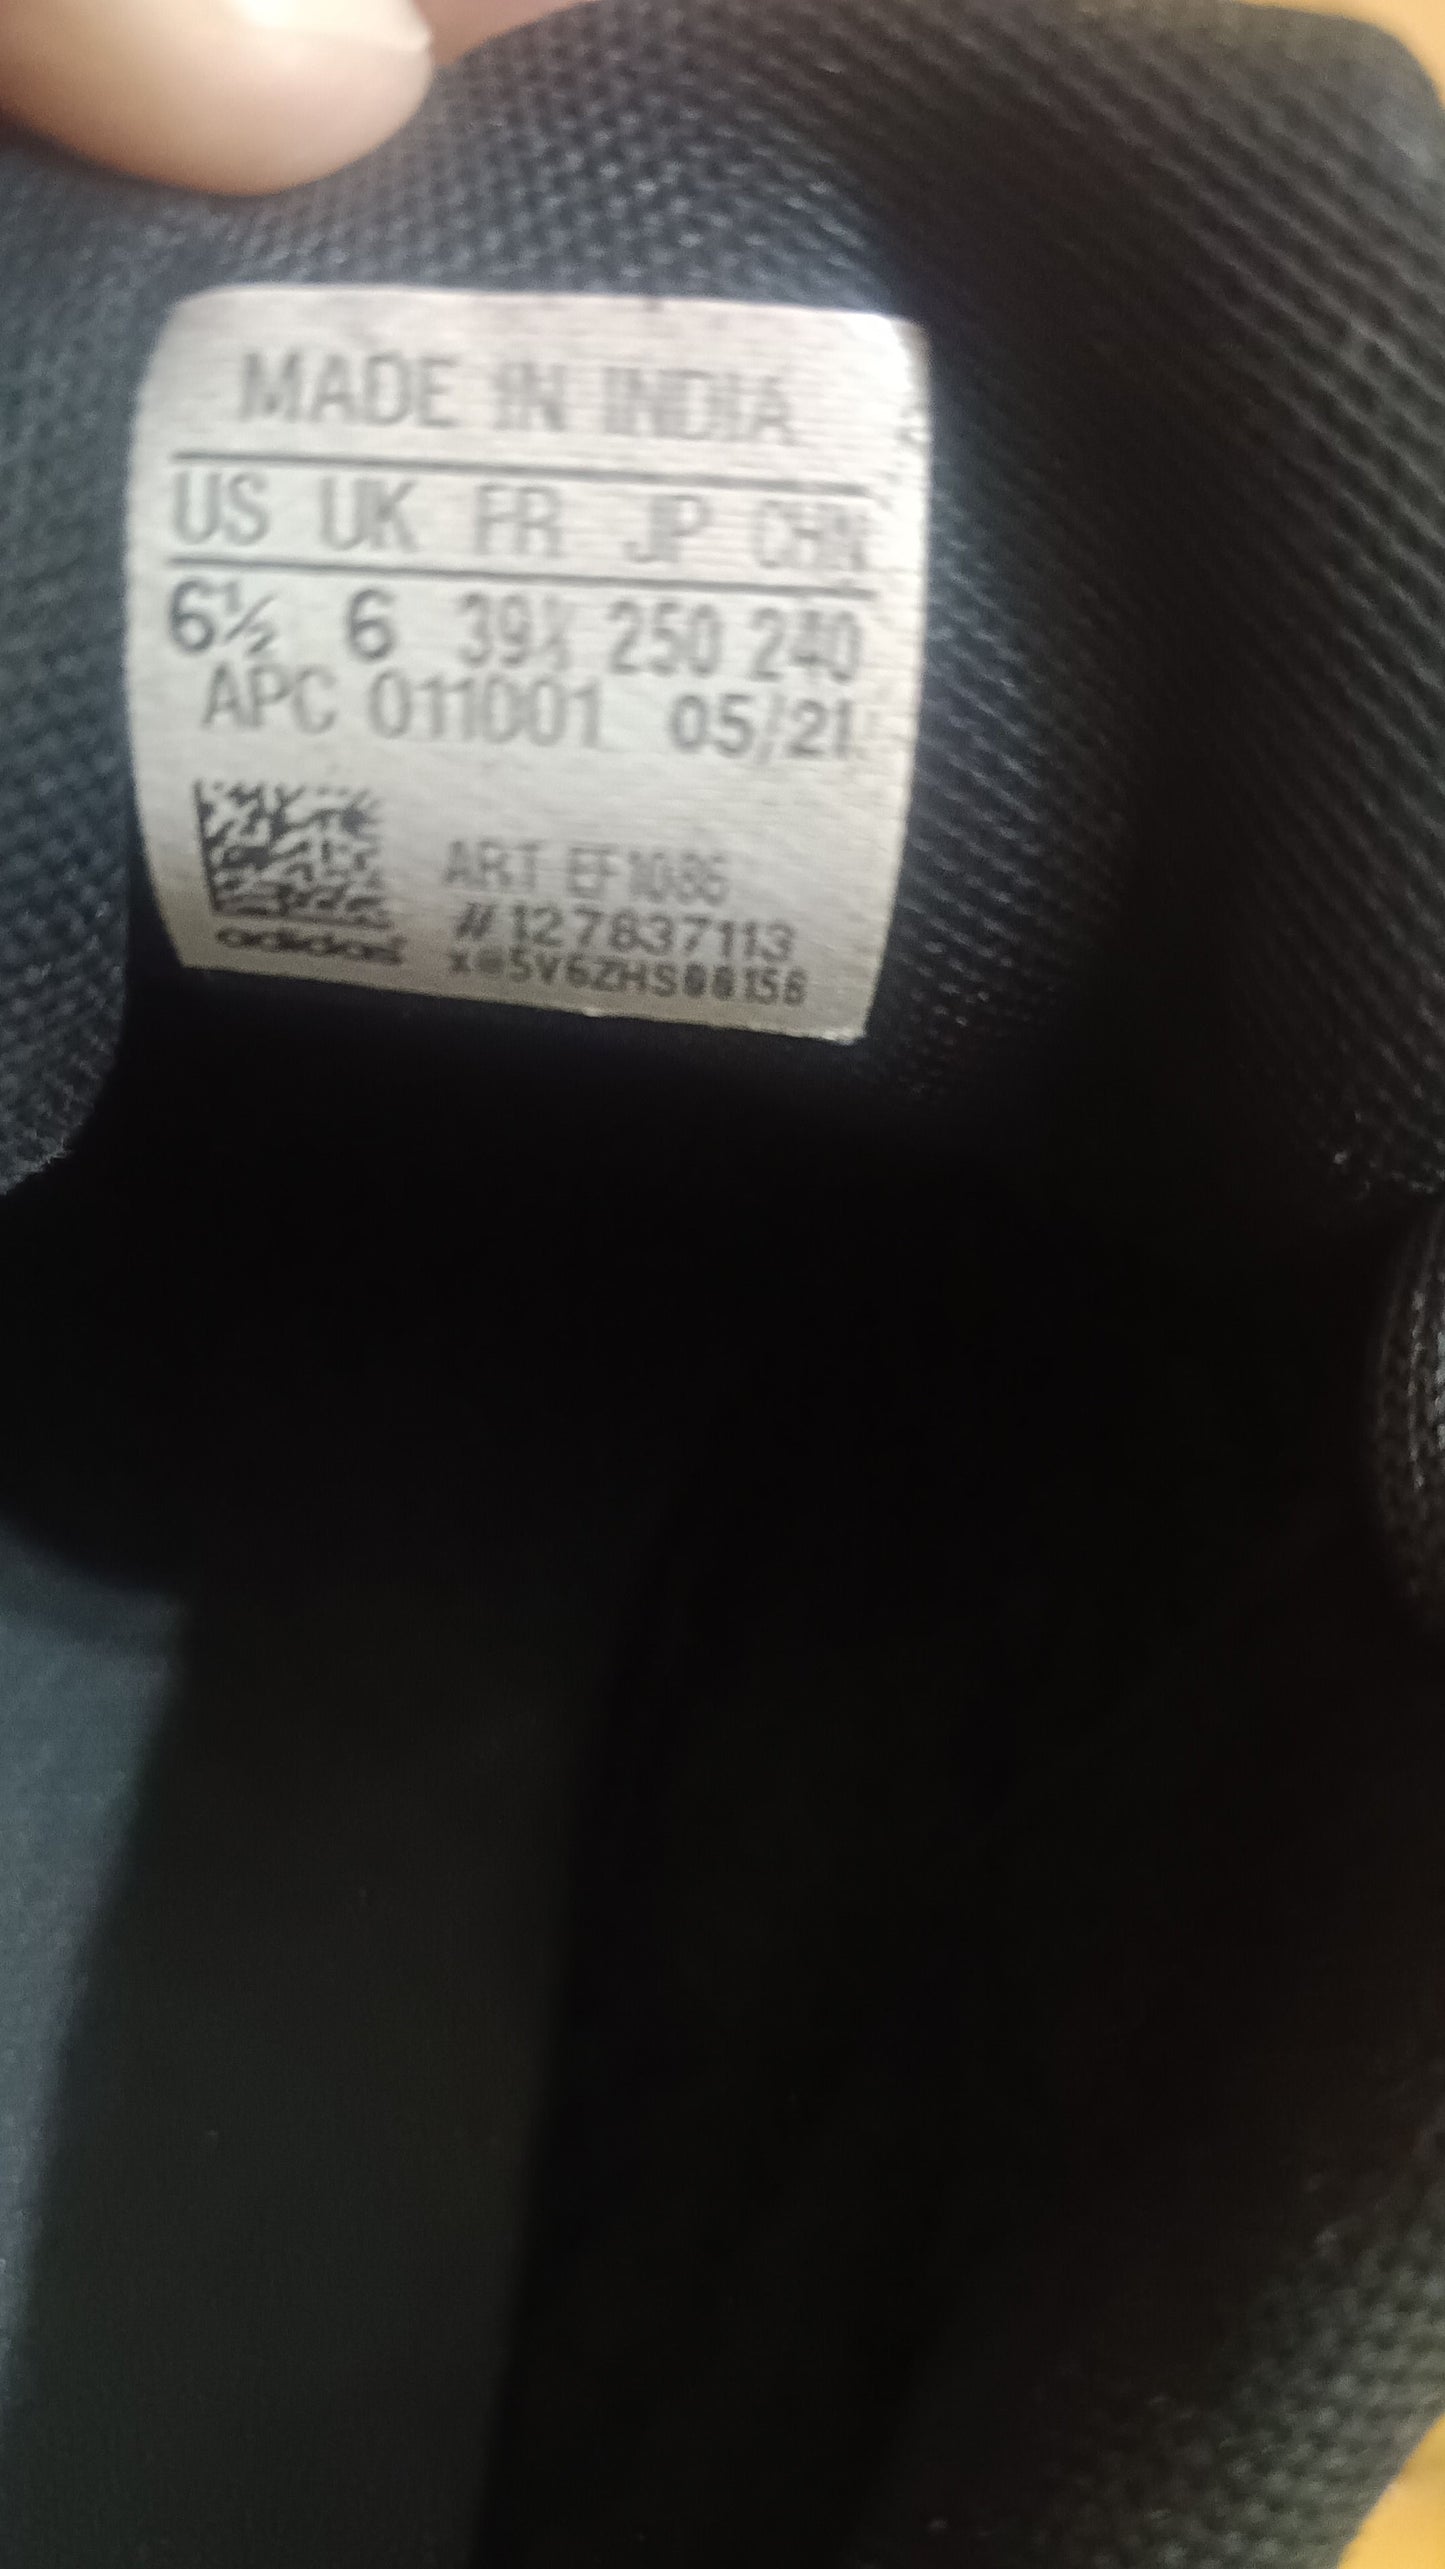 MADE IN INDIA
US UK FR JP CHN
6½ 6 39⅓ 250 240
APC 011001 05/21
ART EF1086
#127637113
adidas